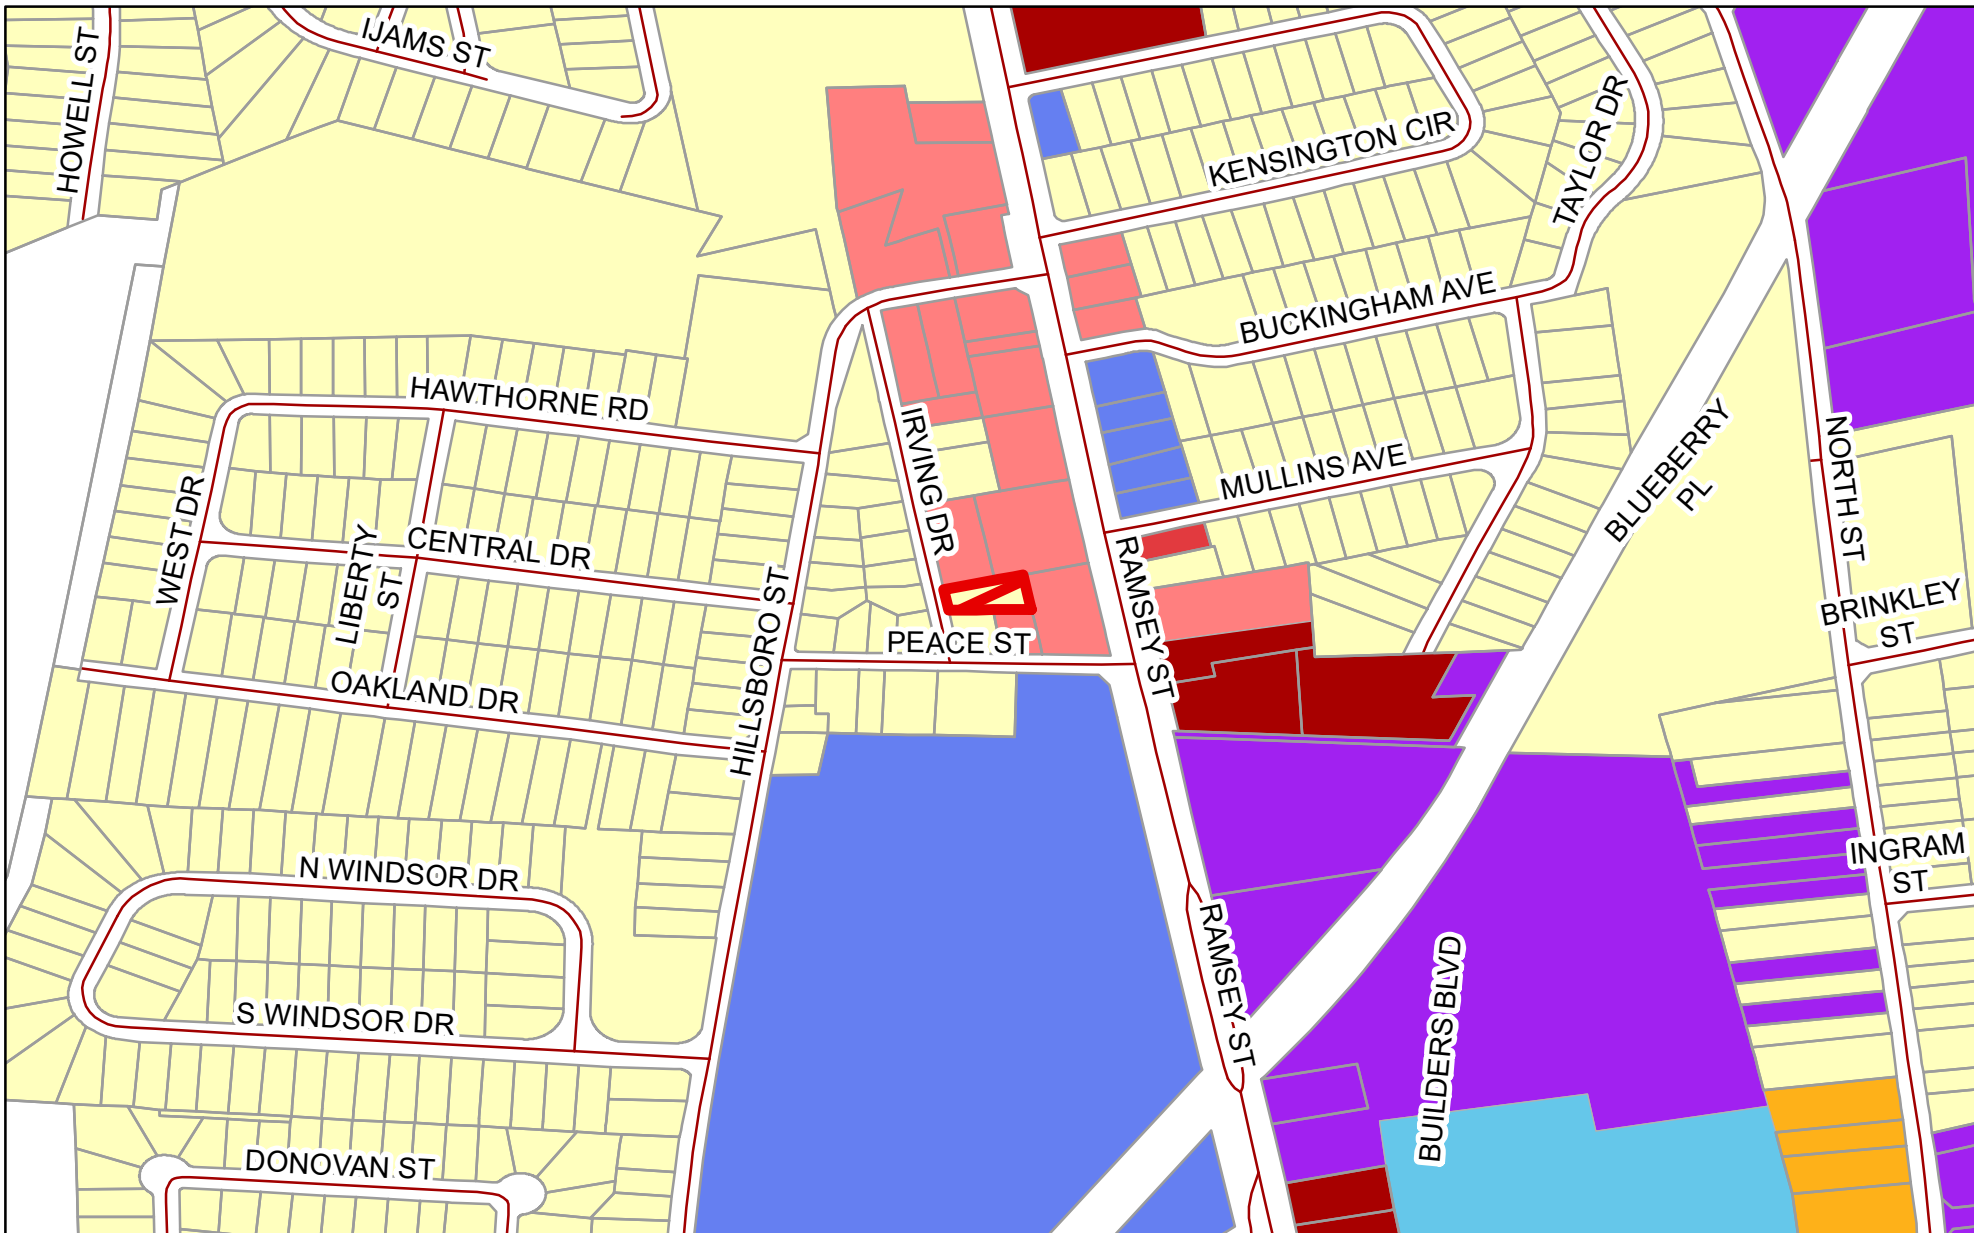 IJAMS ST
HOWELL ST
KENSINGTON CIR
TAYLOR DR
BUCKINGHAM AVE
HAWTHORNE RD
IRVING DR
MULLINS AVE
BLUEBERRY
PL
NORTH ST
WEST DR
LIBERTY
ST
CENTRAL DR
HILLSBORO ST
RAMSEY ST
BRINKLEY
ST
PEACE ST
OAKLAND DR
N WINDSOR DR
INGRAM
ST
RAMSEY ST
BUILDERS BLVD
S WINDSOR DR
DONOVAN ST